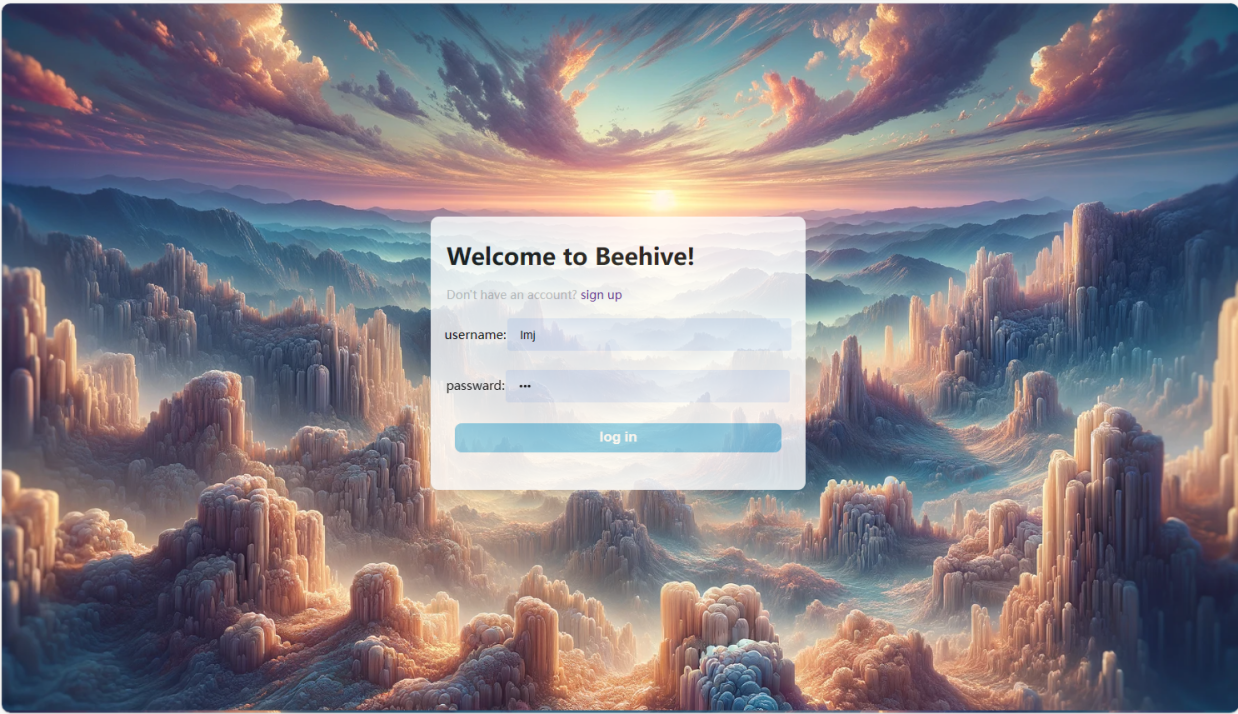 Welcome to Beehive!
Don't have an account? sign up
username: lmj
passward: •••
log in